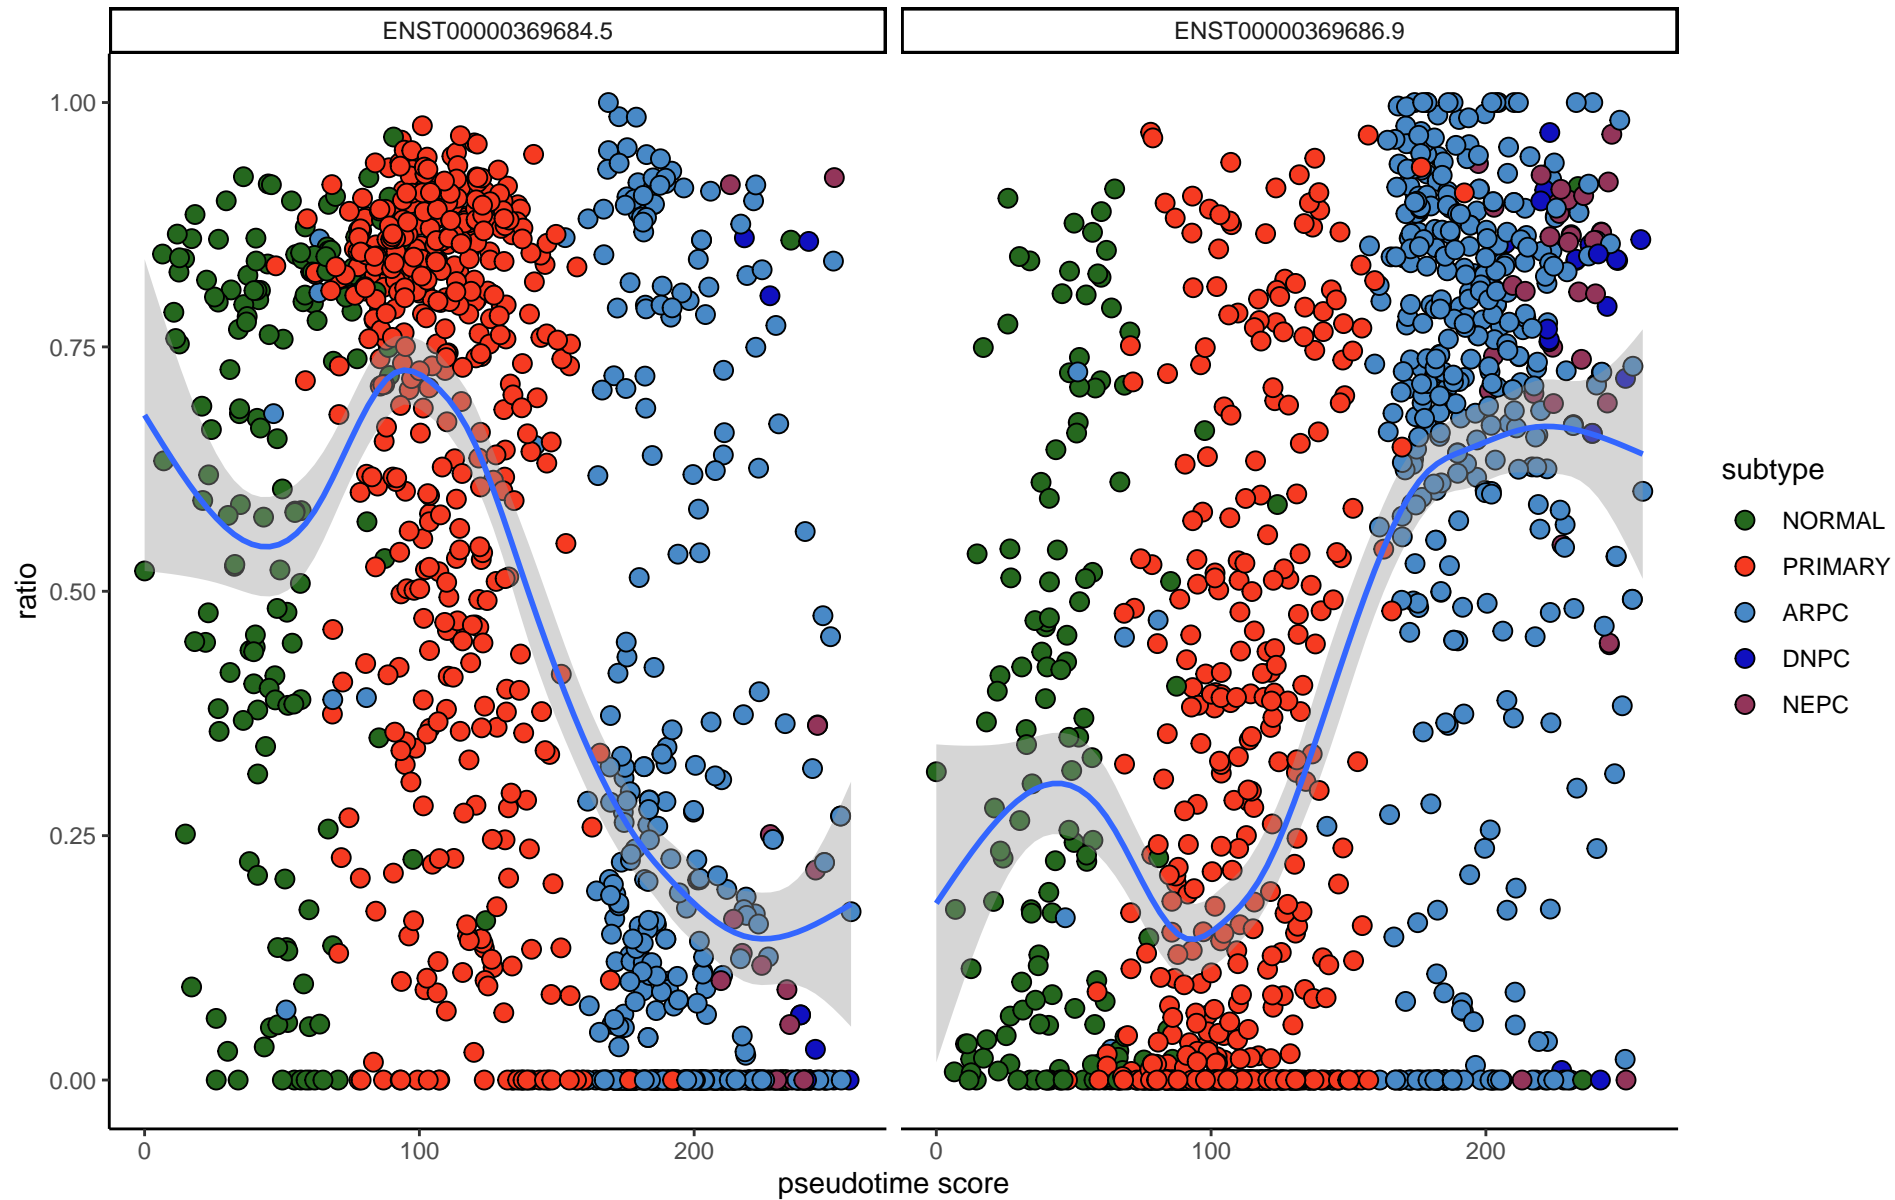 ENST00000369684.5
ENST00000369686.9
1.00
0.75
0.50
0.25
0.00
ratio
0
100
200
0
100
200
pseudotime score
subtype
NORMAL
PRIMARY
ARPC
DNPC
NEPC